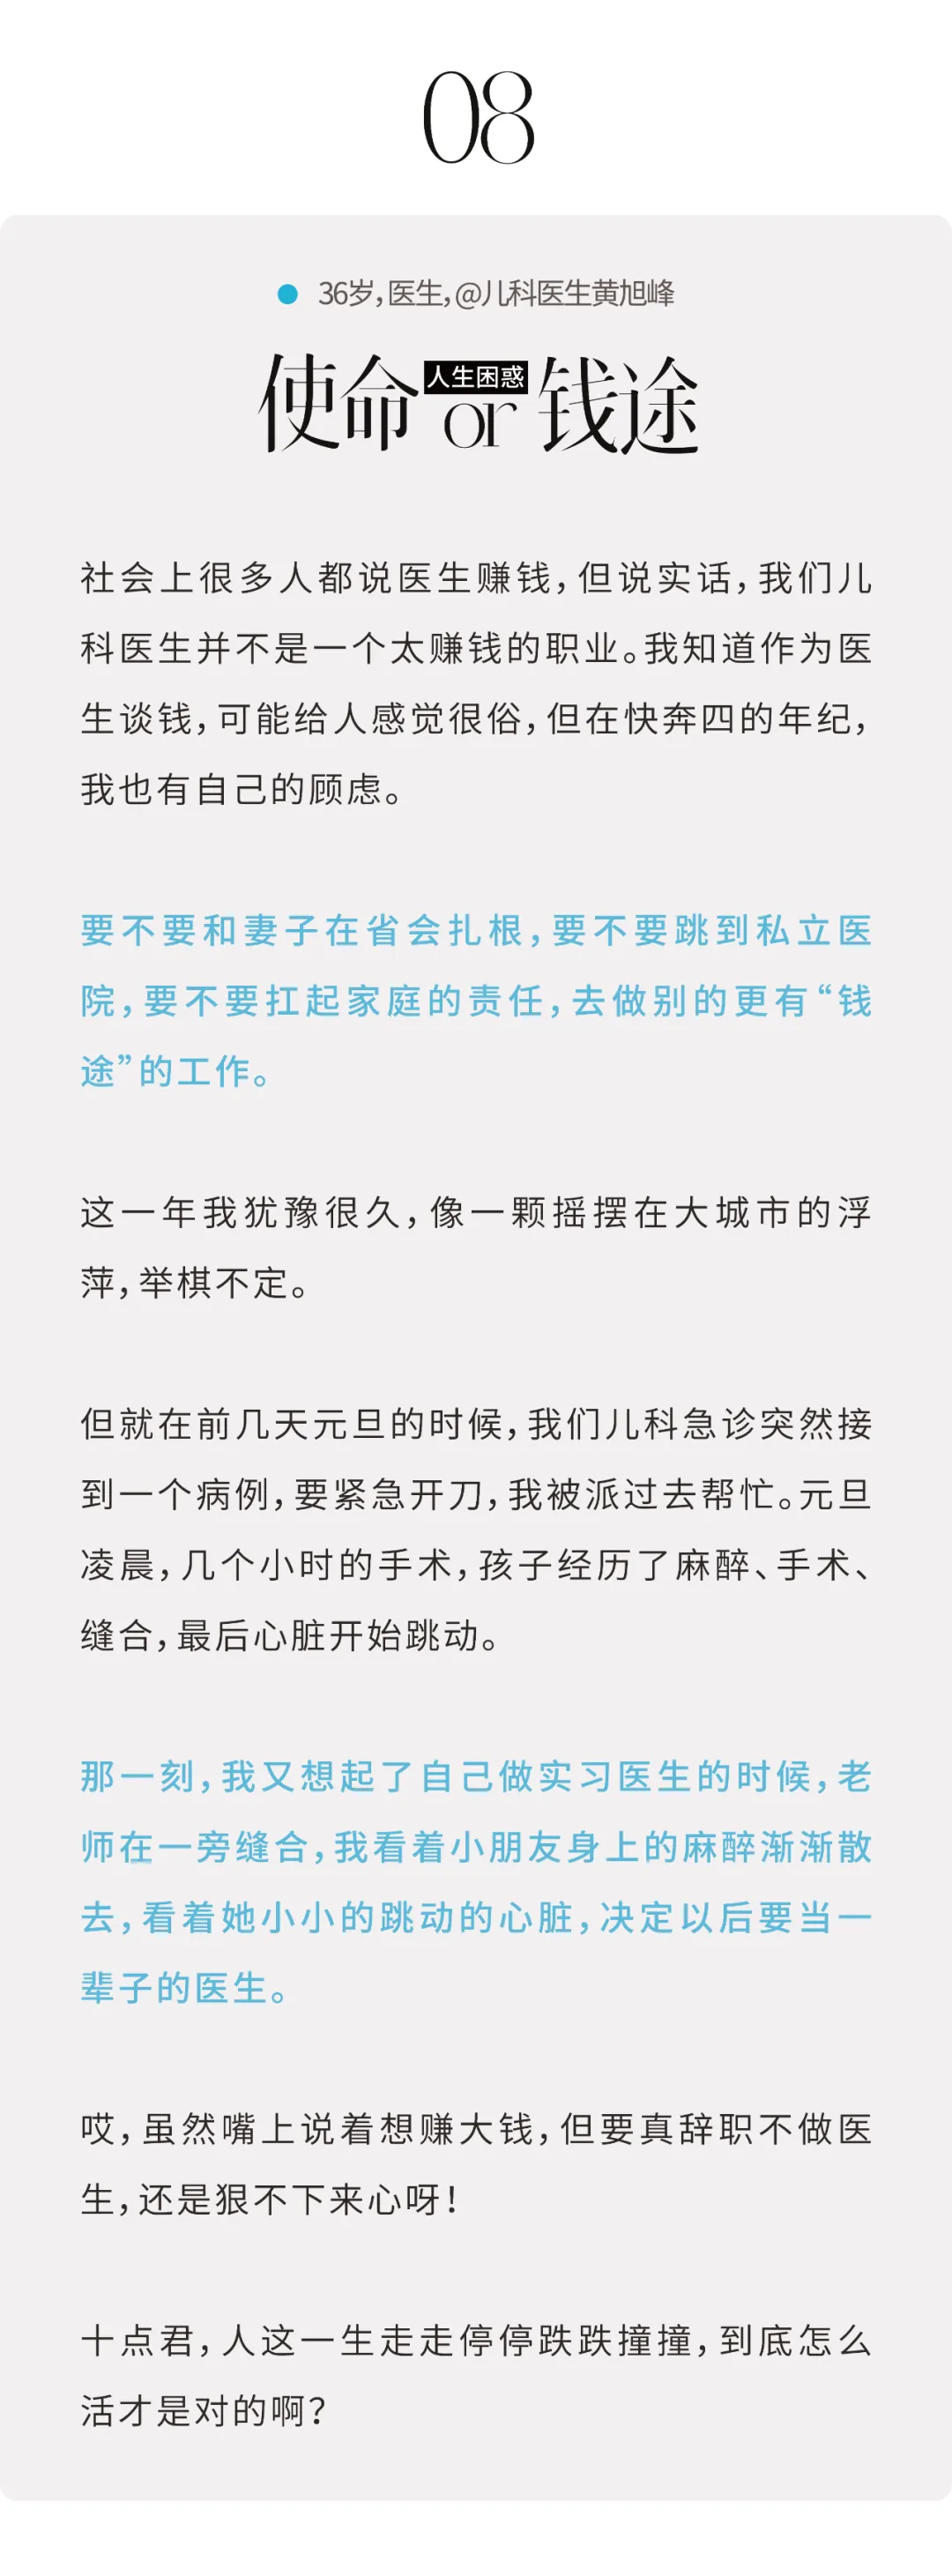 08
36岁，医生，@儿科医生黄旭峰
使命 人生困惑 or 钱途
社会上很多人都说医生赚钱，但说实话，我们儿
科医生并不是一个太赚钱的职业。我知道作为医
生谈钱，可能给人感觉很俗，但在快奔四的年纪，
我也有自己的顾虑。
要不要和妻子在省会扎根，要不要跳到私立医
院，要不要扛起家庭的责任，去做别的更有“钱
途”的工作。
这一年我犹豫很久，像一颗摇摆在大城市的浮
萍，举棋不定。
但就在前几天元旦的时候，我们儿科急诊突然接
到一个病例，要紧急开刀，我被派过去帮忙。元旦
凌晨，几个小时的手术，孩子经历了麻醉、手术、
缝合，最后心脏开始跳动。
那一刻，我又想起了自己做实习医生的时候，老
师在一旁缝合，我看着小朋友身上的麻醉渐渐散
去，看着她小小的跳动的心脏，决定以后要当一
辈子的医生。
哎，虽然嘴上说着想赚大钱，但要真辞职不做医
生，还是狠不下来心呀！
十点君，人这一生走走停停跌跌撞撞，到底怎么
活才是对的啊？